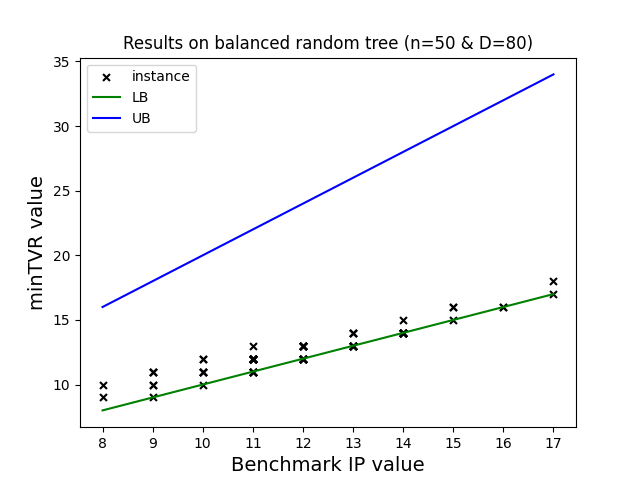 Results on balanced random tree (n=50 & D=80)
instance
LB
UB
minTVR value
35
30
25
20
15
10
8 9 10 11 12 13 14 15 16 17
Benchmark IP value